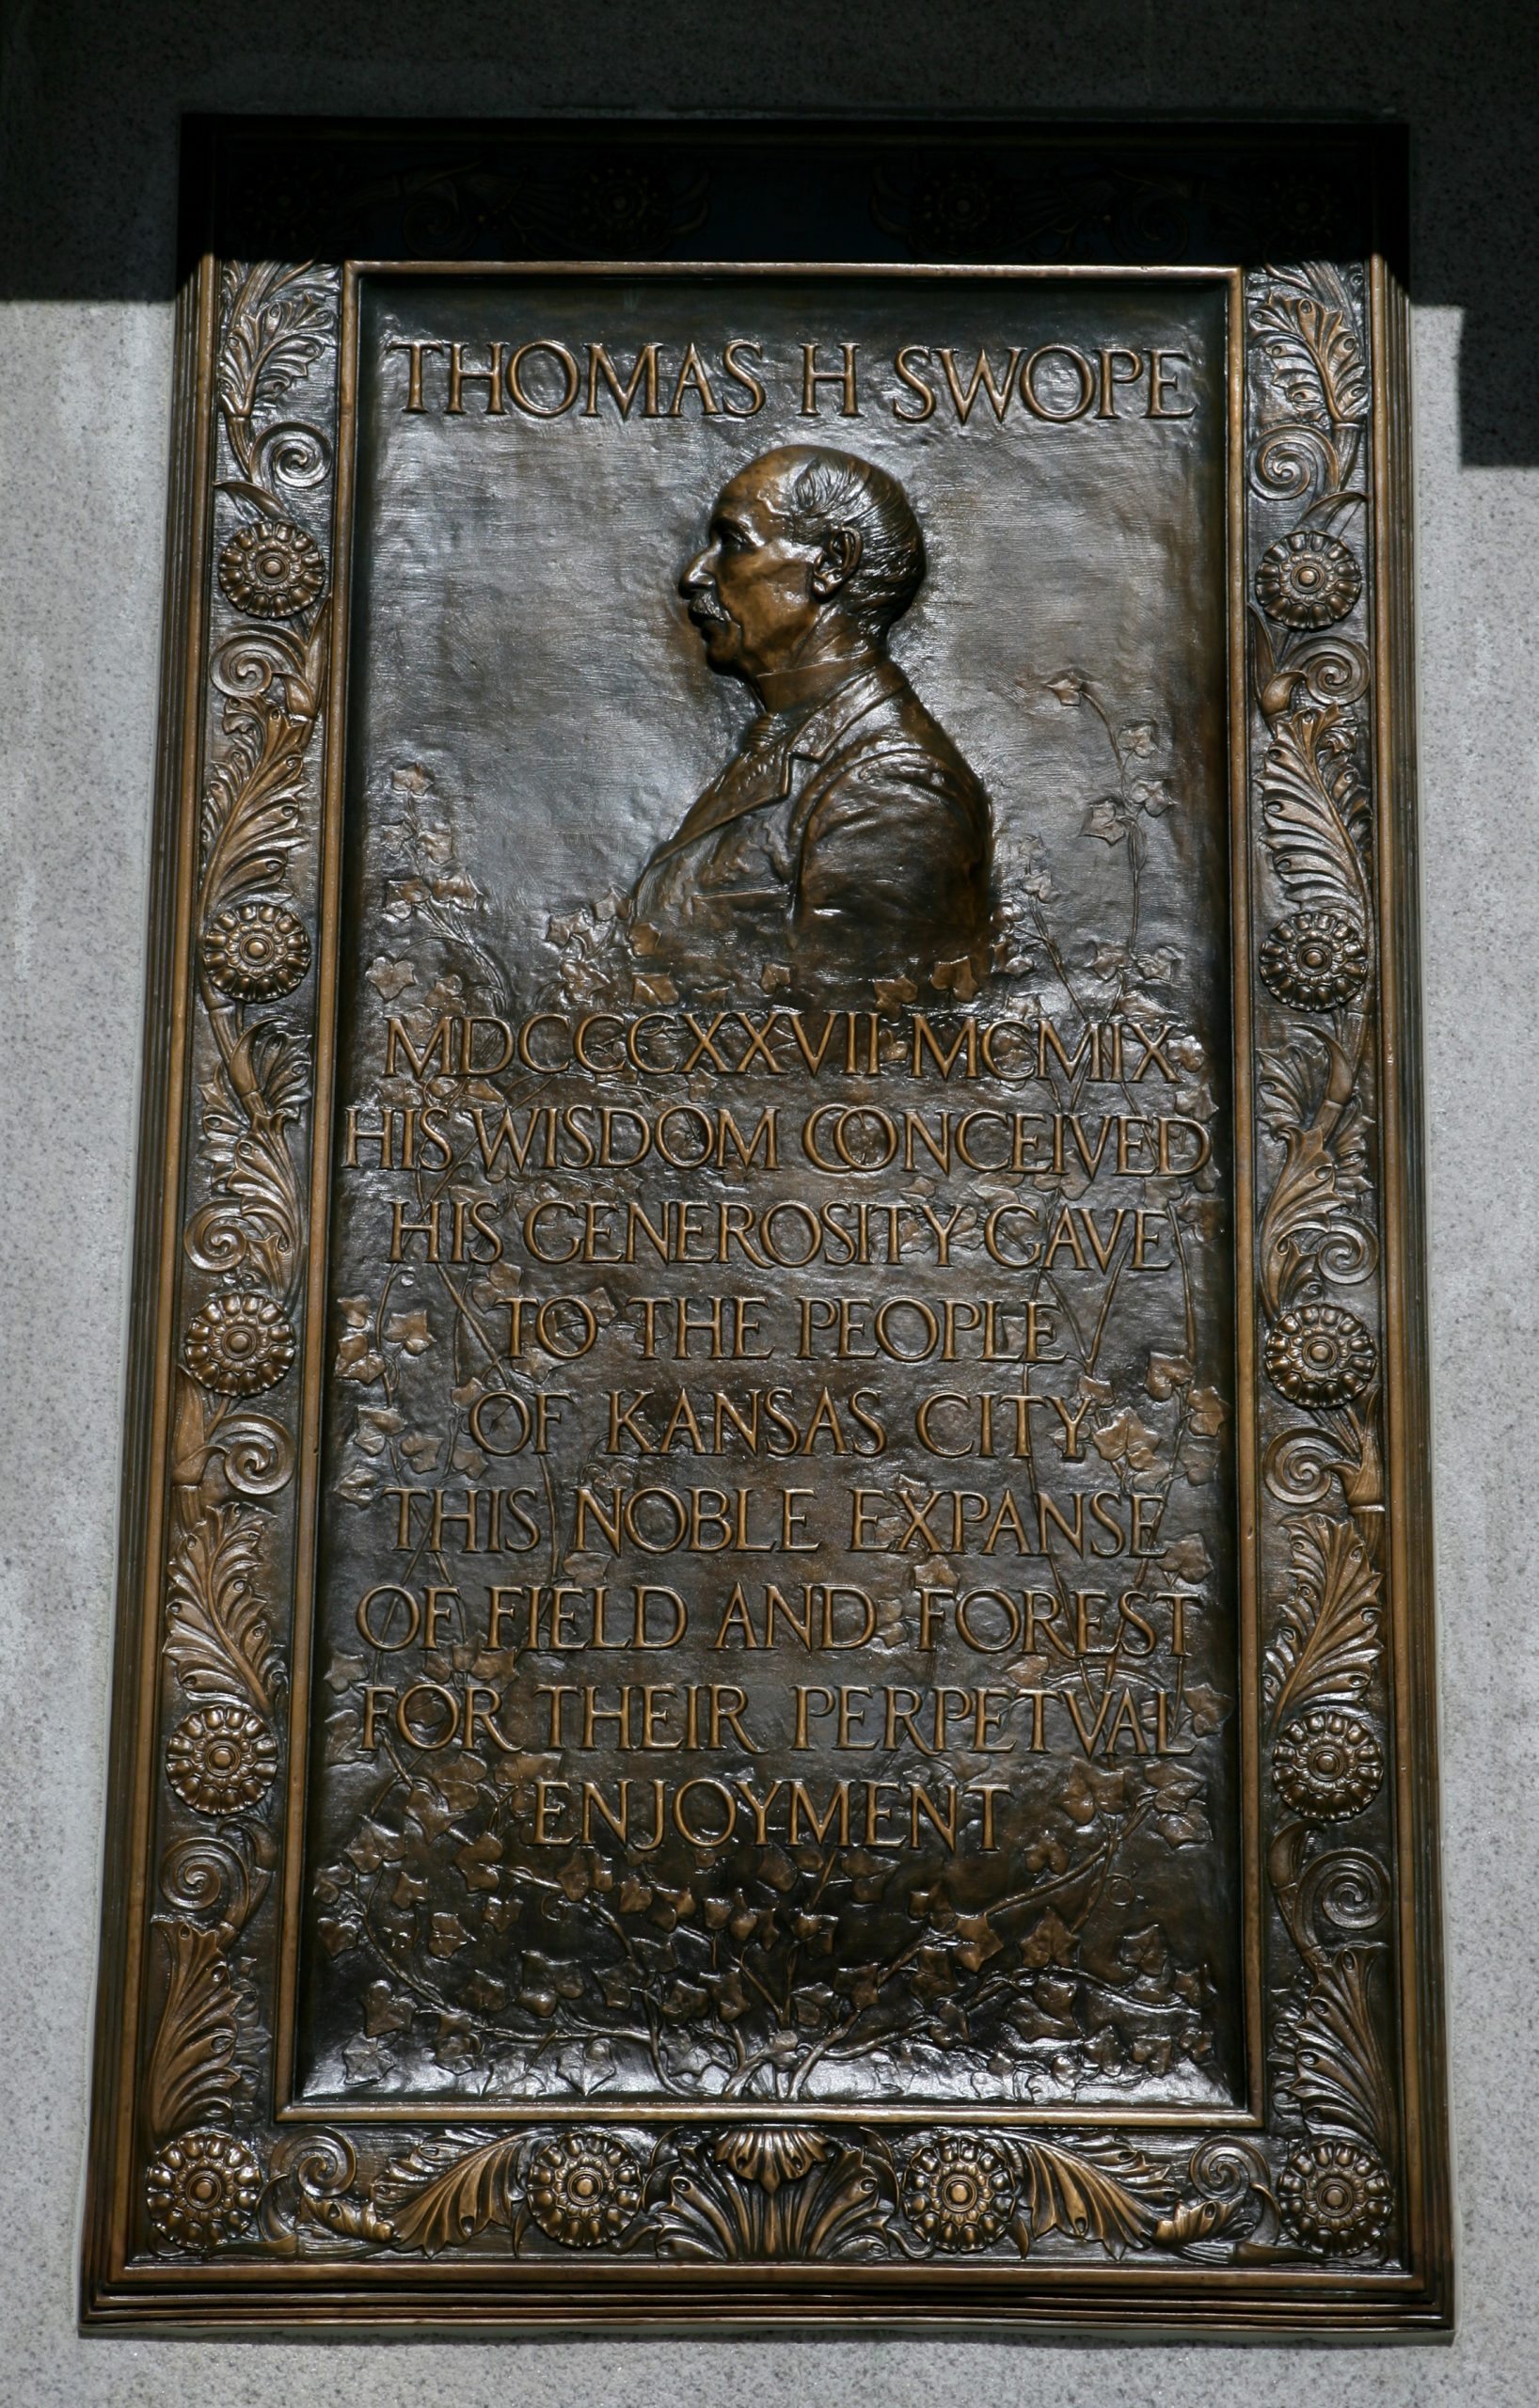 THOMAS H SWOPE
MDCCCXXVII-MCMIX
HIS WISDOM CONCEIVED
HIS GENEROSITY GAVE
TO THE PEOPLE
OF KANSAS CITY
THIS NOBLE EXPANSE
OF FIELD AND FOREST
FOR THEIR PERPETVAL
ENJOYMENT